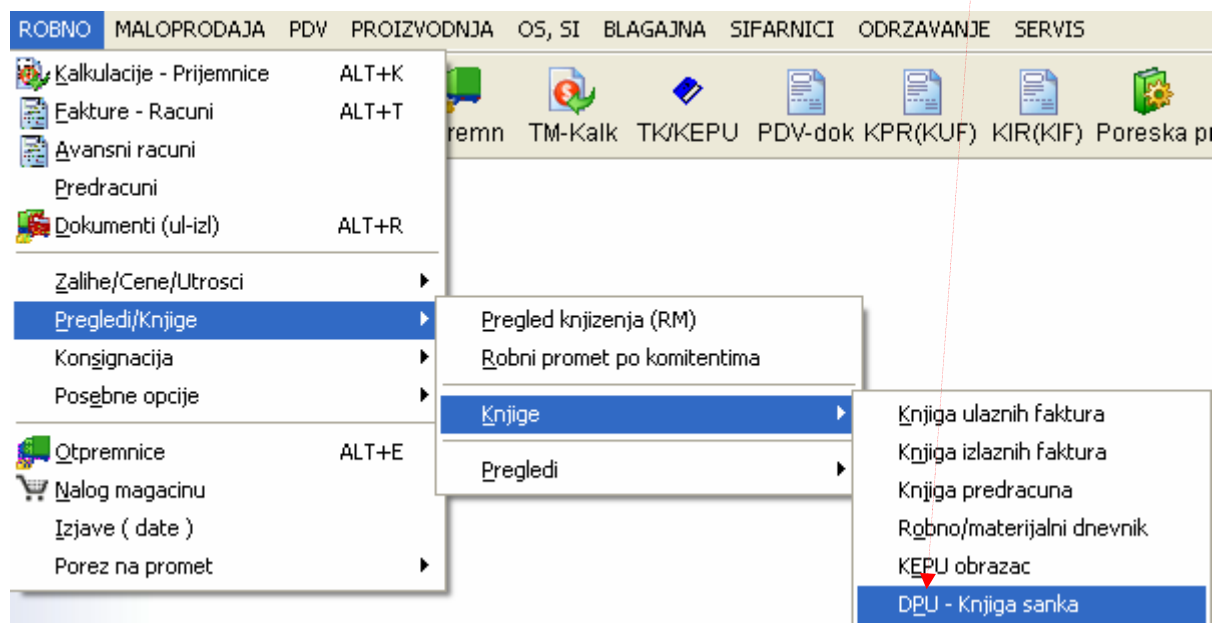 ROBNO MALOPRODAJA PDV PROIZVODNJA OS, SI BLAGAJNA SIFARNICI ODRZAVANJE SERVIS
remn TM-Kalk TK/KEPU PDV-dok KPR(KUF) KIR(KIF) Poreska pr
Kalkulacije - Prijemnice ALT+K
Fakture - Racuni ALT+T
Avansni racuni
Predracuni
Dokumenti (ul-izl) ALT+R
Zalihe/Cene/Utrosci
Pregledi/Knjige
Konsignacija
Posebne opcije
Otpremnice ALT+E
Nalog magacinu
Izjave ( date )
Porez na promet
Pregled knjizenja (RM)
Robni promet po komitentima
Knjige
Pregledi
Knjiga ulaznih faktura
Knjiga izlaznih faktura
Knjiga predracuna
Robno/materijalni dnevnik
KEPU obrazac
DPU - Knjiga sanka